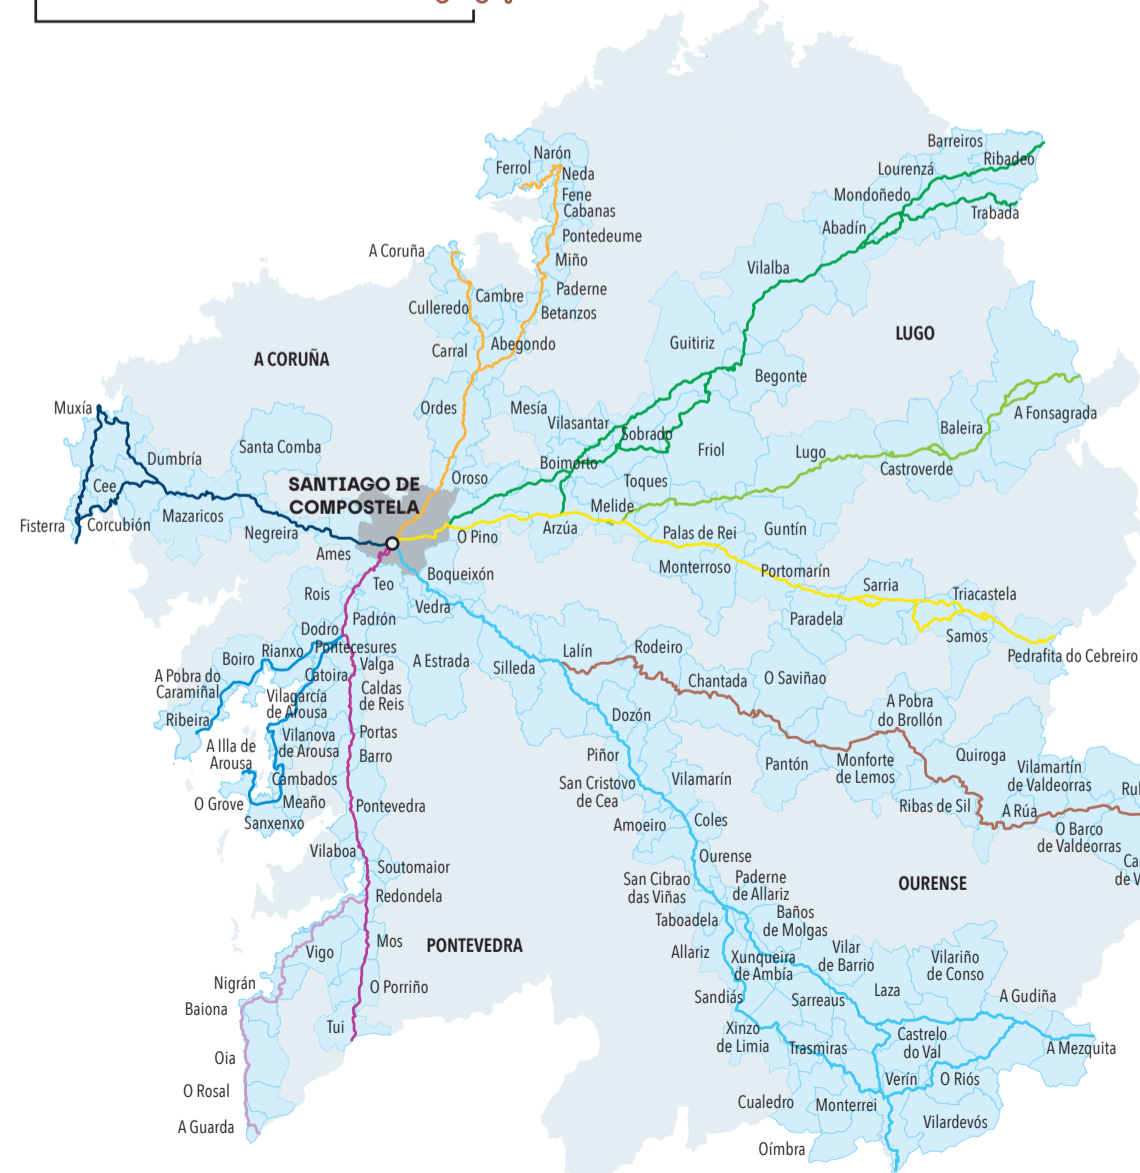 Barreiros
Ribadeo
Lourenzá
Mondoñedo
Trabada
Abadín
Vilalba
Narón
Ferrol
Neda
Fene
Cabanas
Pontedeume
Miño
Paderne
Betanzos
A Coruña
Cambre
Culleredo
Abegondo
Carral
A CORUÑA
LUGO
Guitiriz
Begonte
Ordes
Mesía
Vilasantar
Sobrado
Friol
Boimorto
Toques
Lugo
Baleira
A Fonsagrada
Castroverde
Muxía
Dumbría
Santa Comba
Cee
Fisterra
Corcubión
Mazaricos
Negreira
Ames
SANTIAGO DE
COMPOSTELA
Oroso
O Pino
Arzúa
Melide
Palas de Rei
Guntín
Monterroso
Portomarín
Sarria
Triacastela
Paradela
Samos
Pedrafita do Cebreiro
Boqueixón
Teo
Vedra
Rois
Padrón
Dodro
Pontecesures
Rianxo
Boiro
Valga
Catoira
A Pobra do
Caramiñal
Ribeira
Vilagarcía
de Arousa
Caldas
de Reis
A Estrada
Silleda
Lalín
Rodeiro
Chantada
O Saviñao
A Pobra
do Brollón
A Illa de
Arousa
Vilanova
de Arousa
Portas
Barro
Cambados
O Grove
Meaño
Sanxenxo
Pontevedra
Dozón
Piñor
San Cristovo
de Cea
Vilamarín
Pantón
Monforte
de Lemos
Quiroga
Vilamartín
de Valdeorras
Rul
Ribas de Sil
A Rúa
O Barco
de Valdeorras
Ca
de V
Amoeiro
Coles
Vilaboa
Soutomaior
Redondela
Ourense
OURENSE
San Cibrao
das Viñas
Paderne
de Allariz
Taboadela
Baños
de Molgas
Mos
PONTEVEDRA
Vigo
Allariz
Xunqueira
de Ambía
Vilar
de Barrio
Vilariño
de Conso
Nigrán
O Porriño
Baiona
Sandiás
Sarreaus
Laza
A Gudiña
Tui
Xinzo
de Limia
Trasmiras
Castrelo
do Val
A Mezquita
Oia
O Rosal
A Guarda
Verín
O Riós
Cualedro
Monterrei
Vilardevós
Oímbra